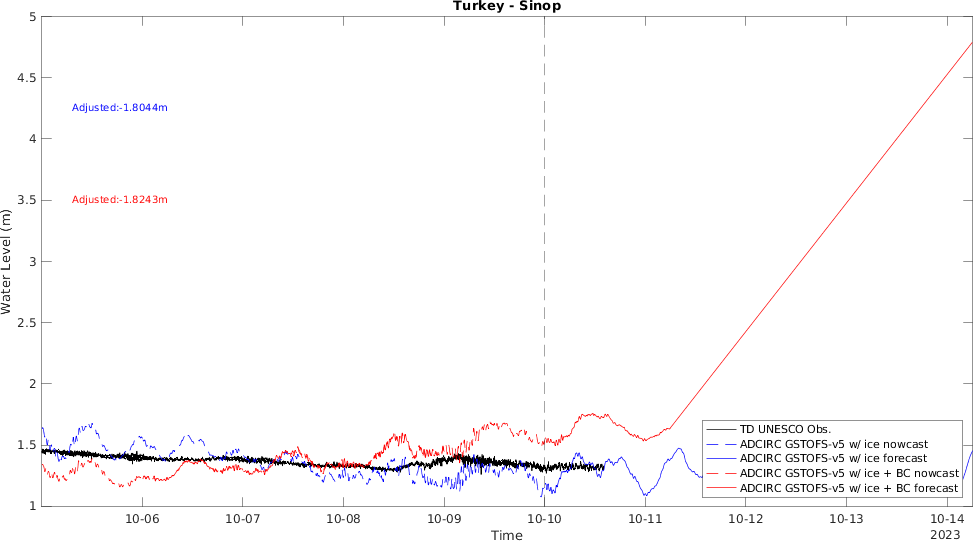 Turkey - Sinop
5
4.5
Adjusted:-1.8044m
4
3.5
Adjusted:-1.8243m
3
2.5
2
1.5
1
Water Level (m)
TD UNESCO Obs.
ADCIRC GSTOFS-v5 w/ ice nowcast
ADCIRC GSTOFS-v5 w/ ice forecast
ADCIRC GSTOFS-v5 w/ ice + BC nowcast
ADCIRC GSTOFS-v5 w/ ice + BC forecast
10-06 10-07 10-08 10-09 10-10 10-11 10-12 10-13 10-14
Time
2023